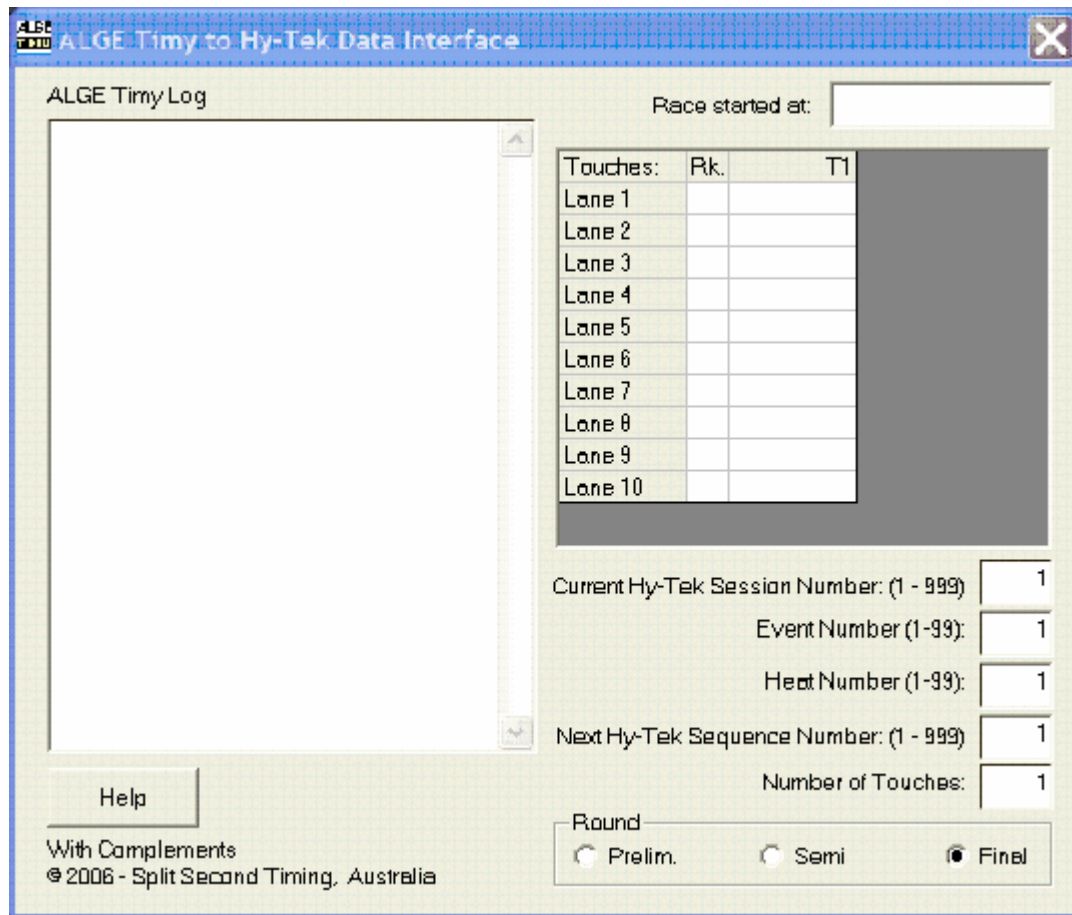 ALGE TIMY ALGE Timy to Hy-Tek Data Interface
ALGE Timy Log
Race started at:
Touches: Rk. T1
Lane 1
Lane 2
Lane 3
Lane 4
Lane 5
Lane 6
Lane 7
Lane 8
Lane 9
Lane 10
Current Hy-Tek Session Number: (1 - 999) 1
Event Number (1-99): 1
Heat Number (1-99): 1
Next Hy-Tek Sequence Number: (1 - 999) 1
Number of Touches: 1
Help
Round
Prelim. Semi Final
With Complements
© 2006 - Split Second Timing, Australia